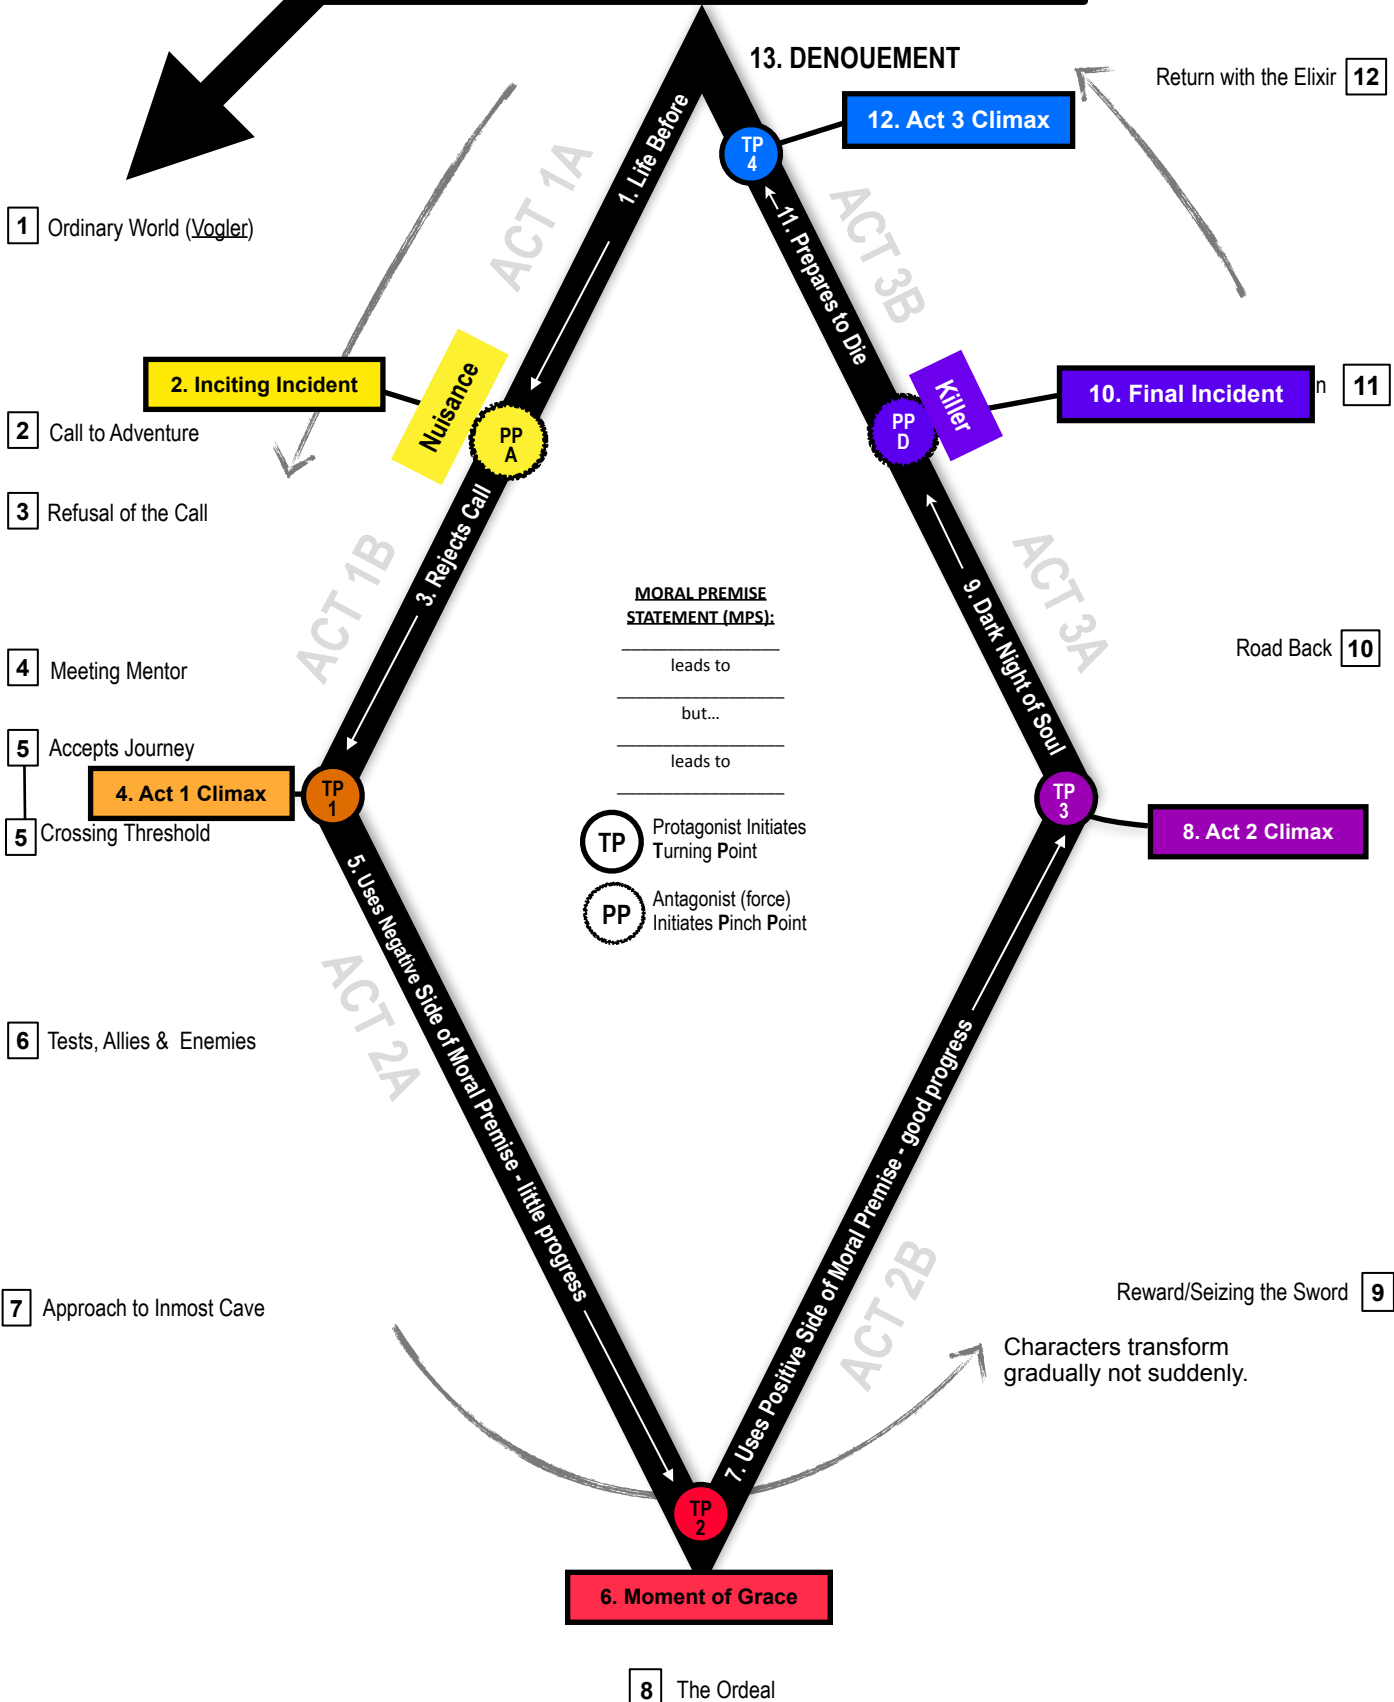 13. DENOUEMENT
Return with the Elixir 12
12. Act 3 Climax
TP
4
1. Life Before
ACT 1A
11. Prepares to Die
ACT 3B
1 Ordinary World (Vogler)
2. Inciting Incident
Nuisance
PP
A
Killer
PP
D
10. Final Incident
n 11
2 Call to Adventure
3 Refusal of the Call
3. Rejects Call
ACT 1B
9. Dark Night of Soul
ACT 3A
MORAL PREMISE
STATEMENT (MPS):
__________________
leads to
___________________
but...
___________________
leads to
___________________
Road Back 10
4 Meeting Mentor
5 Accepts Journey
4. Act 1 Climax
TP
1
5 Crossing Threshold
TP
3
8. Act 2 Climax
TP Protagonist Initiates
Turning Point
PP Antagonist (force)
Initiates Pinch Point
5. Uses Negative Side of Moral Premise - little progress
ACT 2A
6 Tests, Allies & Enemies
7. Uses Positive Side of Moral Premise - good progress
ACT 2B
7 Approach to Inmost Cave
Reward/Seizing the Sword 9
Characters transform
gradually not suddenly.
TP
2
6. Moment of Grace
8 The Ordeal